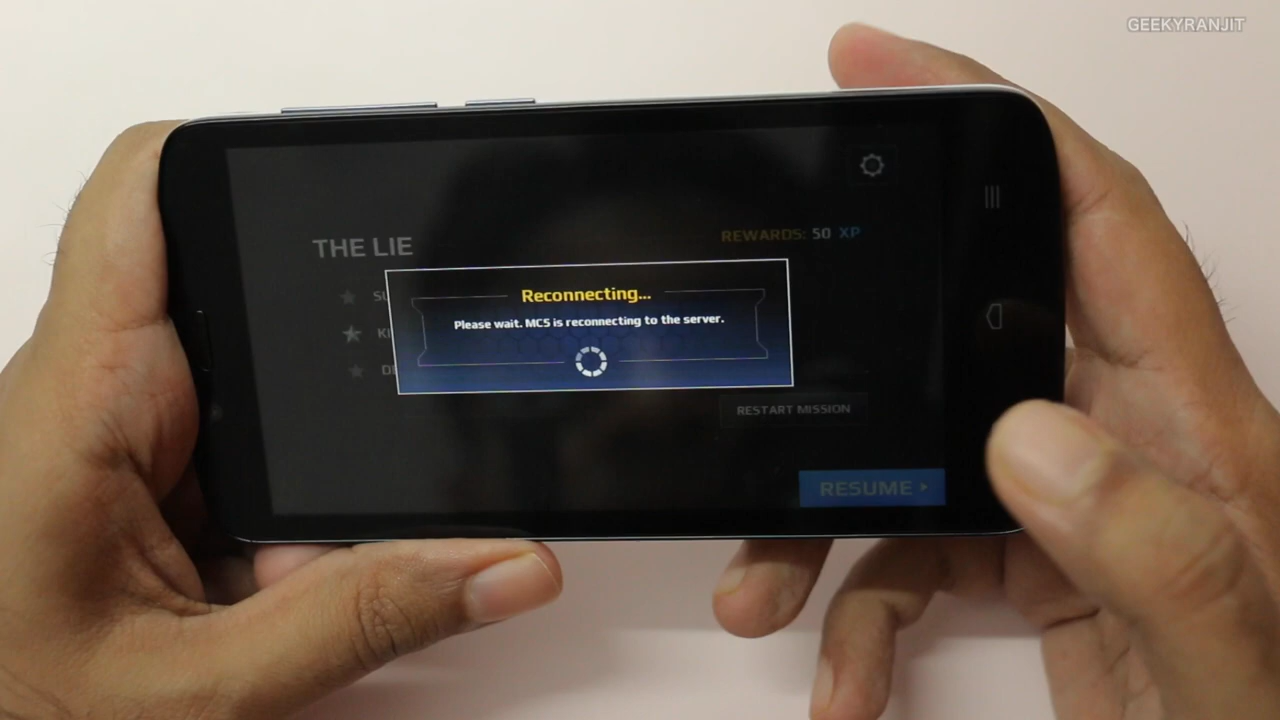 GEEKYRANJIT
THE LIE
REWARDS: 50 XP
Reconnecting...
Please wait. MC5 is reconnecting to the server.
RESTART MISSION
RESUME